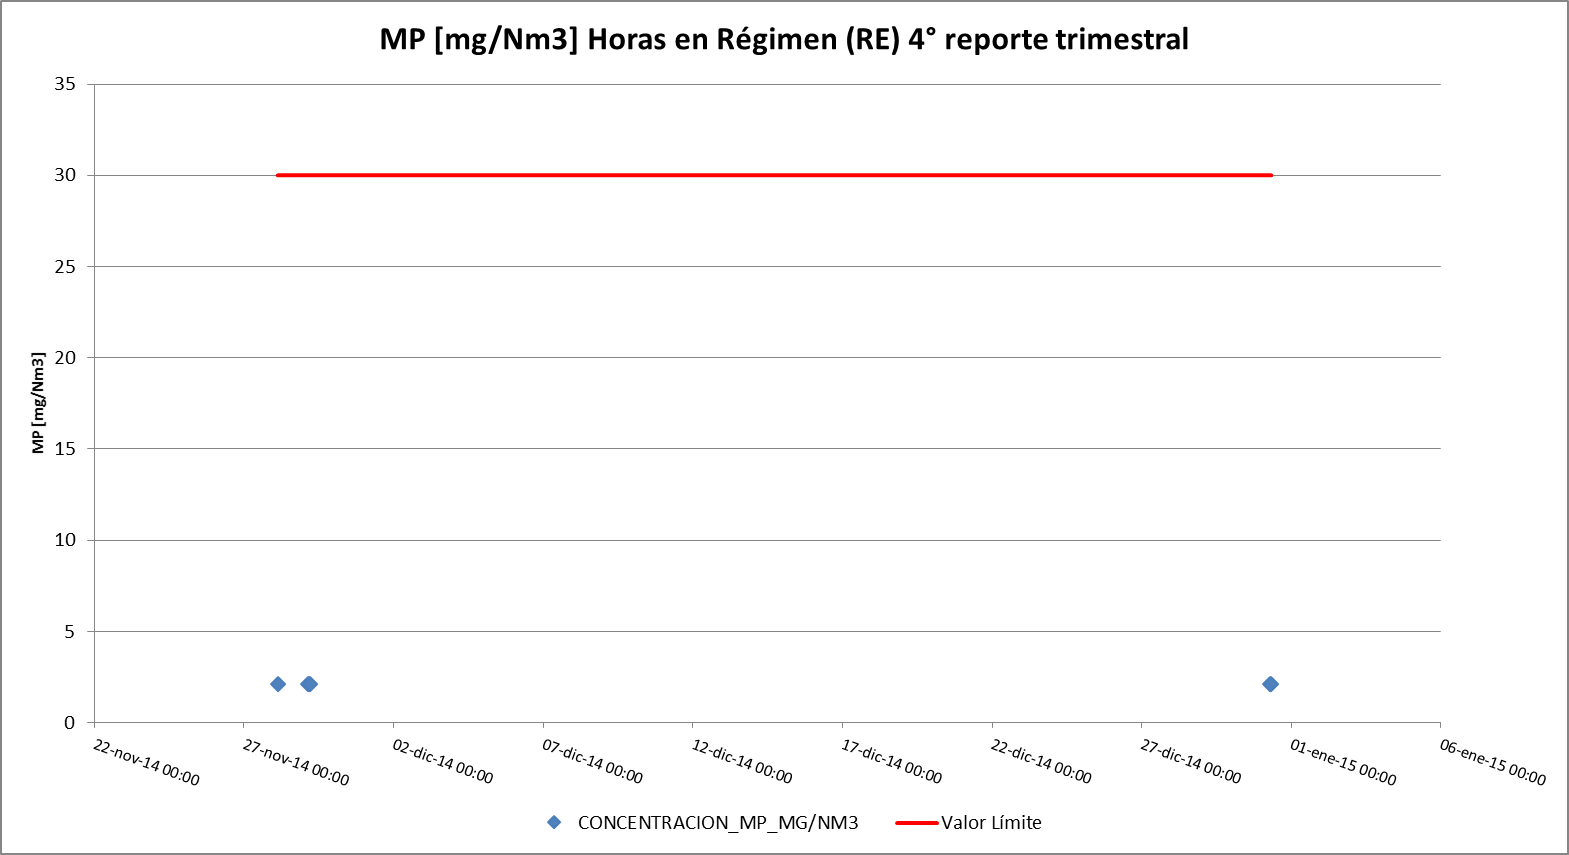 MP [mg/Nm3] Horas en Régimen (RE) 4° reporte trimestral
35
30
25
20
15
10
5
0
MP [mg/Nm3]
22-nov-14 00:00
27-nov-14 00:00
02-dic-14 00:00
07-dic-14 00:00
12-dic-14 00:00
17-dic-14 00:00
22-dic-14 00:00
27-dic-14 00:00
01-ene-15 00:00
06-ene-15 00:00
CONCENTRACION_MP_MG/NM3
Valor Límite